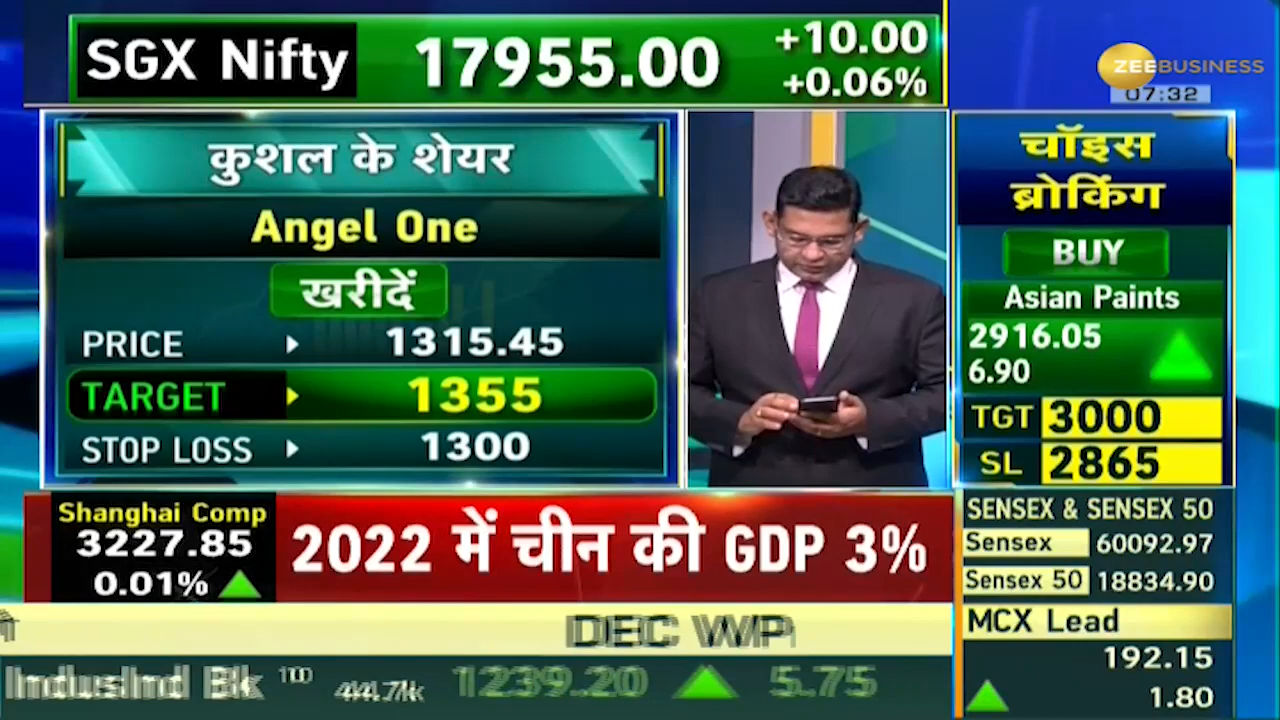 SGX Nifty 17955.00 +10.00
+0.06%
ZEEBUSINESS
07:32
कुशल के शेयर
Angel One
खरीदें
PRICE 1315.45
TARGET 1355
STOP LOSS 1300
चॉइस
ब्रोकिंग
BUY
Asian Paints
2916.05
6.90
TGT 3000
SL 2865
Shanghai Comp
3227.85
0.01%
2022 में चीन की GDP 3%
SENSEX & SENSEX 50
Sensex 60092.97
Sensex 50 18834.90
MCX Lead
192.15
1.80
DEC WPI
IndusInd Bk 100 1239.20 5.75